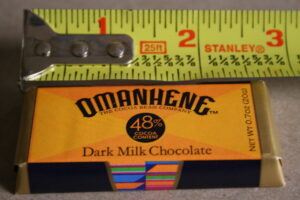 1 2 3
25ft STANLEY®
OMANHENE™
THE COCOA BEAN COMPANY
48%
COCOA
CONTENT
Dark Milk Chocolate
NET WT 0.7oz (20g)